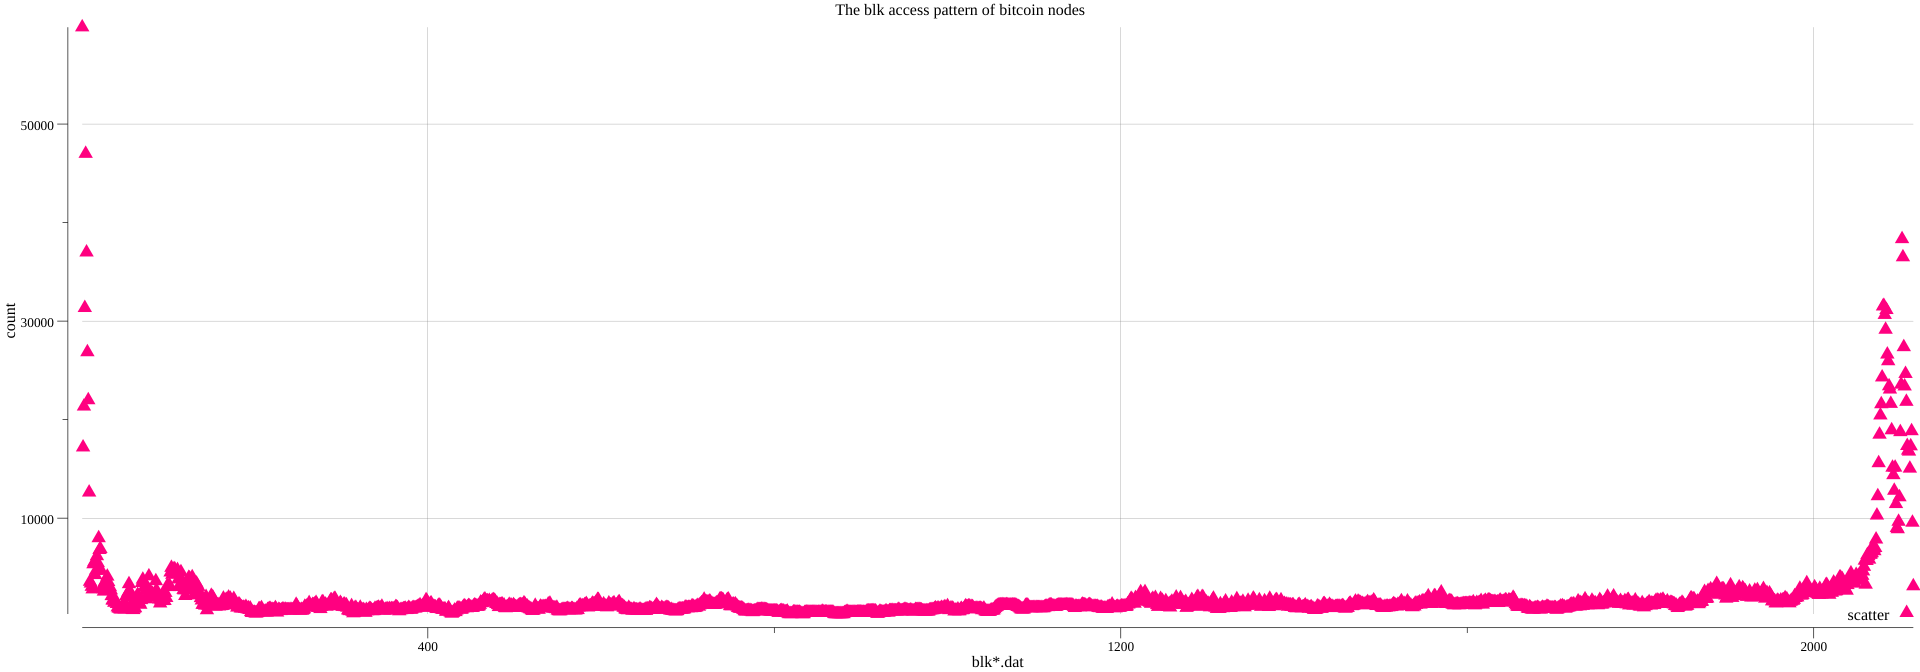 The blk access pattern of bitcoin nodes
50000
30000
10000
count
scatter
400
1200
2000
blk*.dat